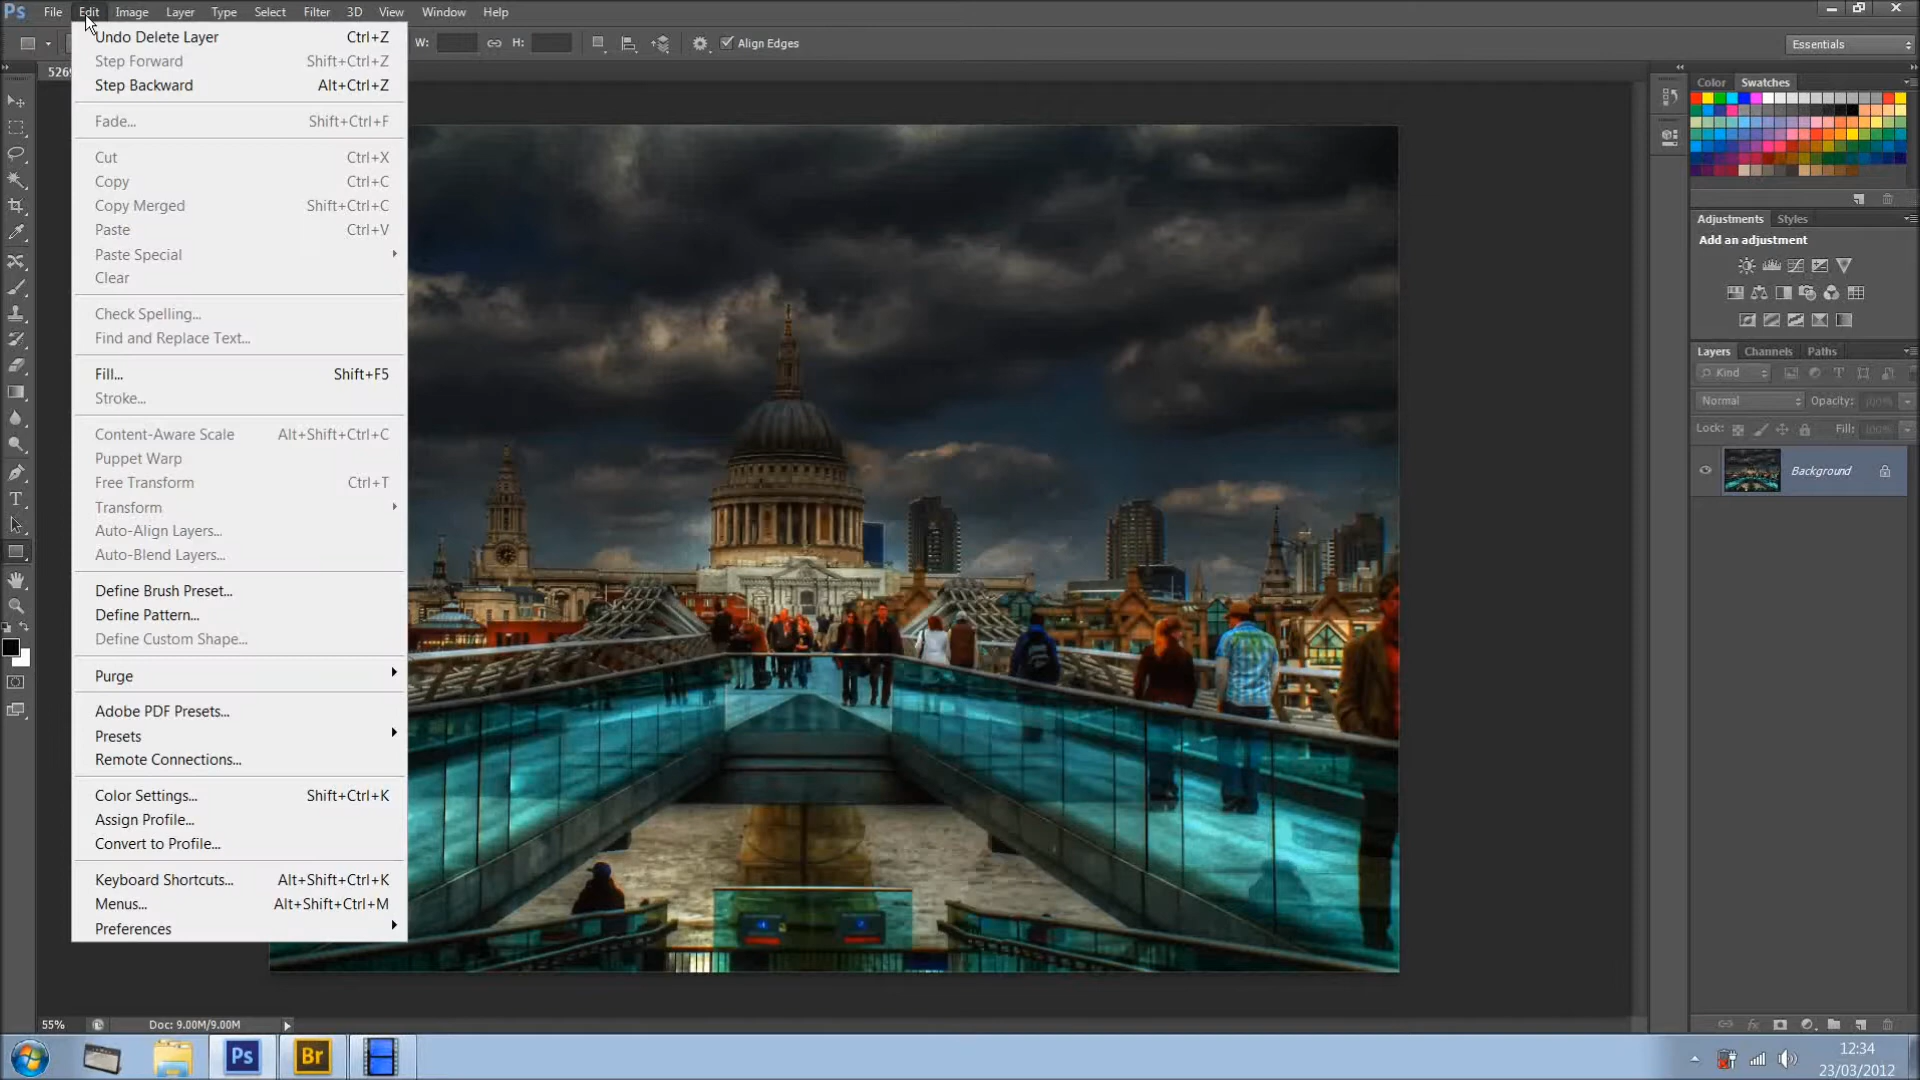 Ps File Edit Image Layer Type Select Filter 3D View Window Help
W: H: Align Edges Essentials
Undo Delete Layer Ctrl+Z
Step Forward Shift+Ctrl+Z
Step Backward Alt+Ctrl+Z
Fade... Shift+Ctrl+F
Cut Ctrl+X
Copy Ctrl+C
Copy Merged Shift+Ctrl+C
Paste Ctrl+V
Paste Special
Clear
Check Spelling...
Find and Replace Text...
Fill... Shift+F5
Stroke...
Content-Aware Scale Alt+Shift+Ctrl+C
Puppet Warp
Free Transform Ctrl+T
Transform
Auto-Align Layers...
Auto-Blend Layers...
Define Brush Preset...
Define Pattern...
Define Custom Shape...
Purge
Adobe PDF Presets...
Presets
Remote Connections...
Color Settings... Shift+Ctrl+K
Assign Profile...
Convert to Profile...
Keyboard Shortcuts... Alt+Shift+Ctrl+K
Menus... Alt+Shift+Ctrl+M
Preferences
Color Swatches
Adjustments Styles
Add an adjustment
Layers Channels Paths
Kind
Normal Opacity: 100%
Lock: Fill: 100%
Background
55% Doc: 9.00M/9.00M
Ps Br
12:34
23/03/2012